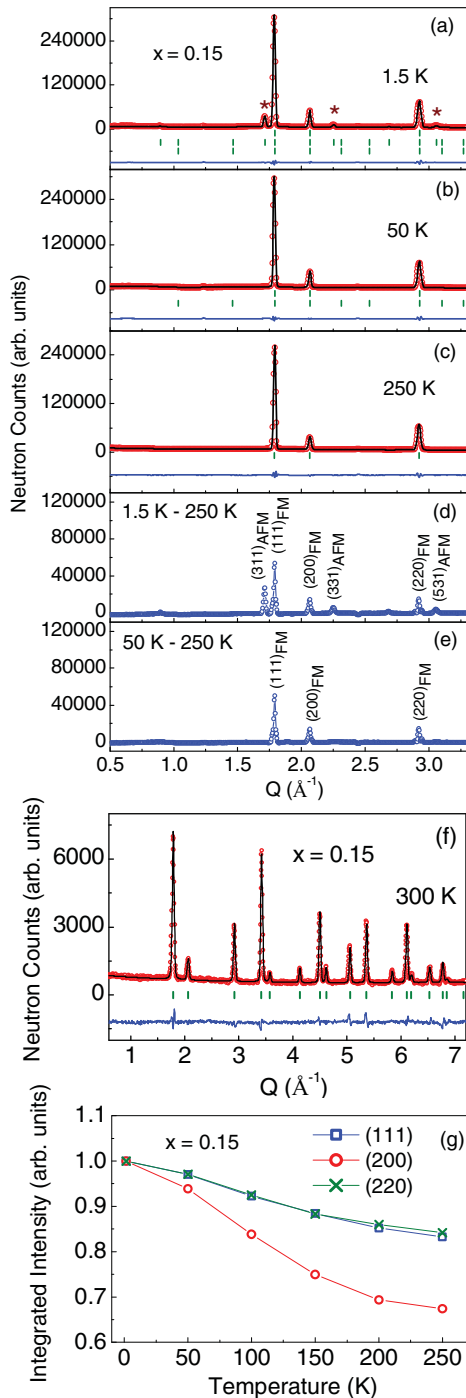 (a)
x = 0.15
1.5 K
* * *
240000
120000
0
(b)
50 K
240000
120000
0
(c)
250 K
240000
120000
0
Neutron Counts (arb. units)
(d)
1.5 K - 250 K
(311)AFM
(111)FM
(200)FM
(331)AFM
(220)FM
(531)AFM
120000
80000
40000
0
(e)
50 K - 250 K
(111)FM
(200)FM
(220)FM
120000
80000
40000
0
0.5 1.0 1.5 2.0 2.5 3.0
Q (Å-1)
(f)
x = 0.15
300 K
6000
3000
0
Neutron Counts (arb. units)
1 2 3 4 5 6 7
Q (Å-1)
(g)
x = 0.15
(111)
(200)
(220)
1.1
1.0
0.9
0.8
0.7
0.6
Integrated Intensity (arb. units)
0 50 100 150 200 250
Temperature (K)